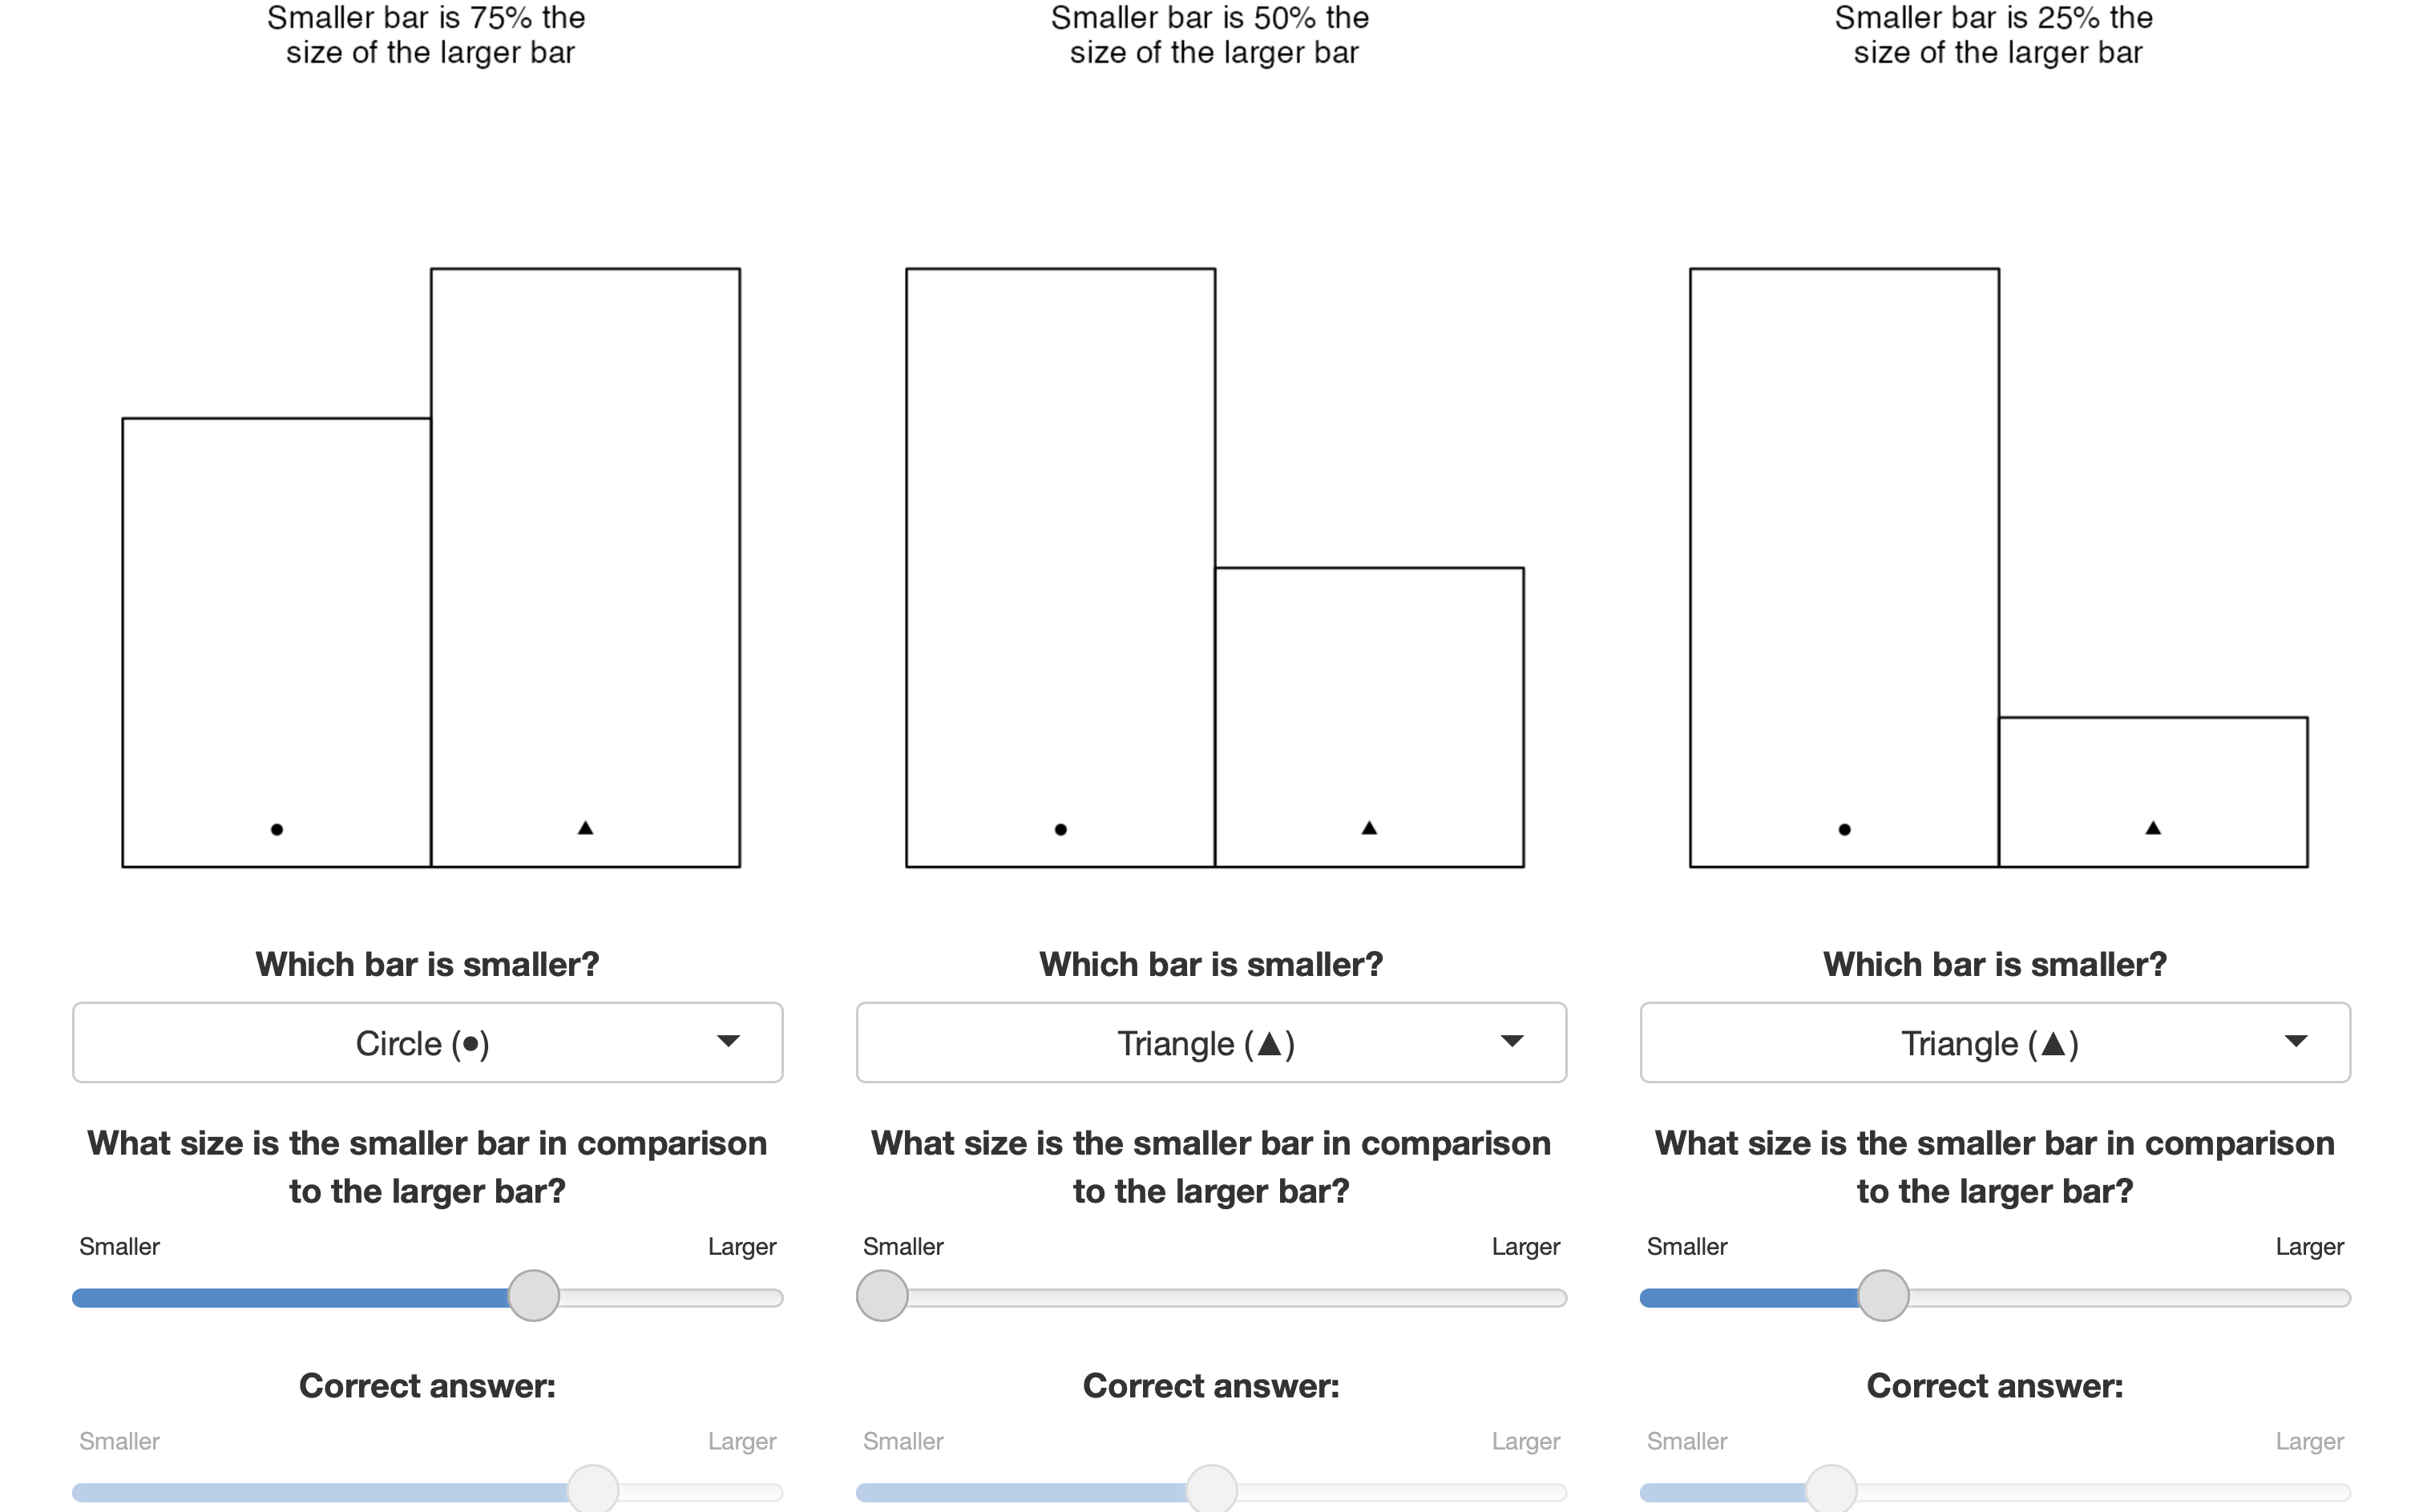 Smaller bar is 75% the
size of the larger bar
Smaller bar is 50% the
size of the larger bar
Smaller bar is 25% the
size of the larger bar
Which bar is smaller?
Circle (●)
What size is the smaller bar in comparison
to the larger bar?
Smaller Larger
Correct answer:
Smaller Larger
Which bar is smaller?
Triangle (▲)
What size is the smaller bar in comparison
to the larger bar?
Smaller Larger
Correct answer:
Smaller Larger
Which bar is smaller?
Triangle (▲)
What size is the smaller bar in comparison
to the larger bar?
Smaller Larger
Correct answer:
Smaller Larger